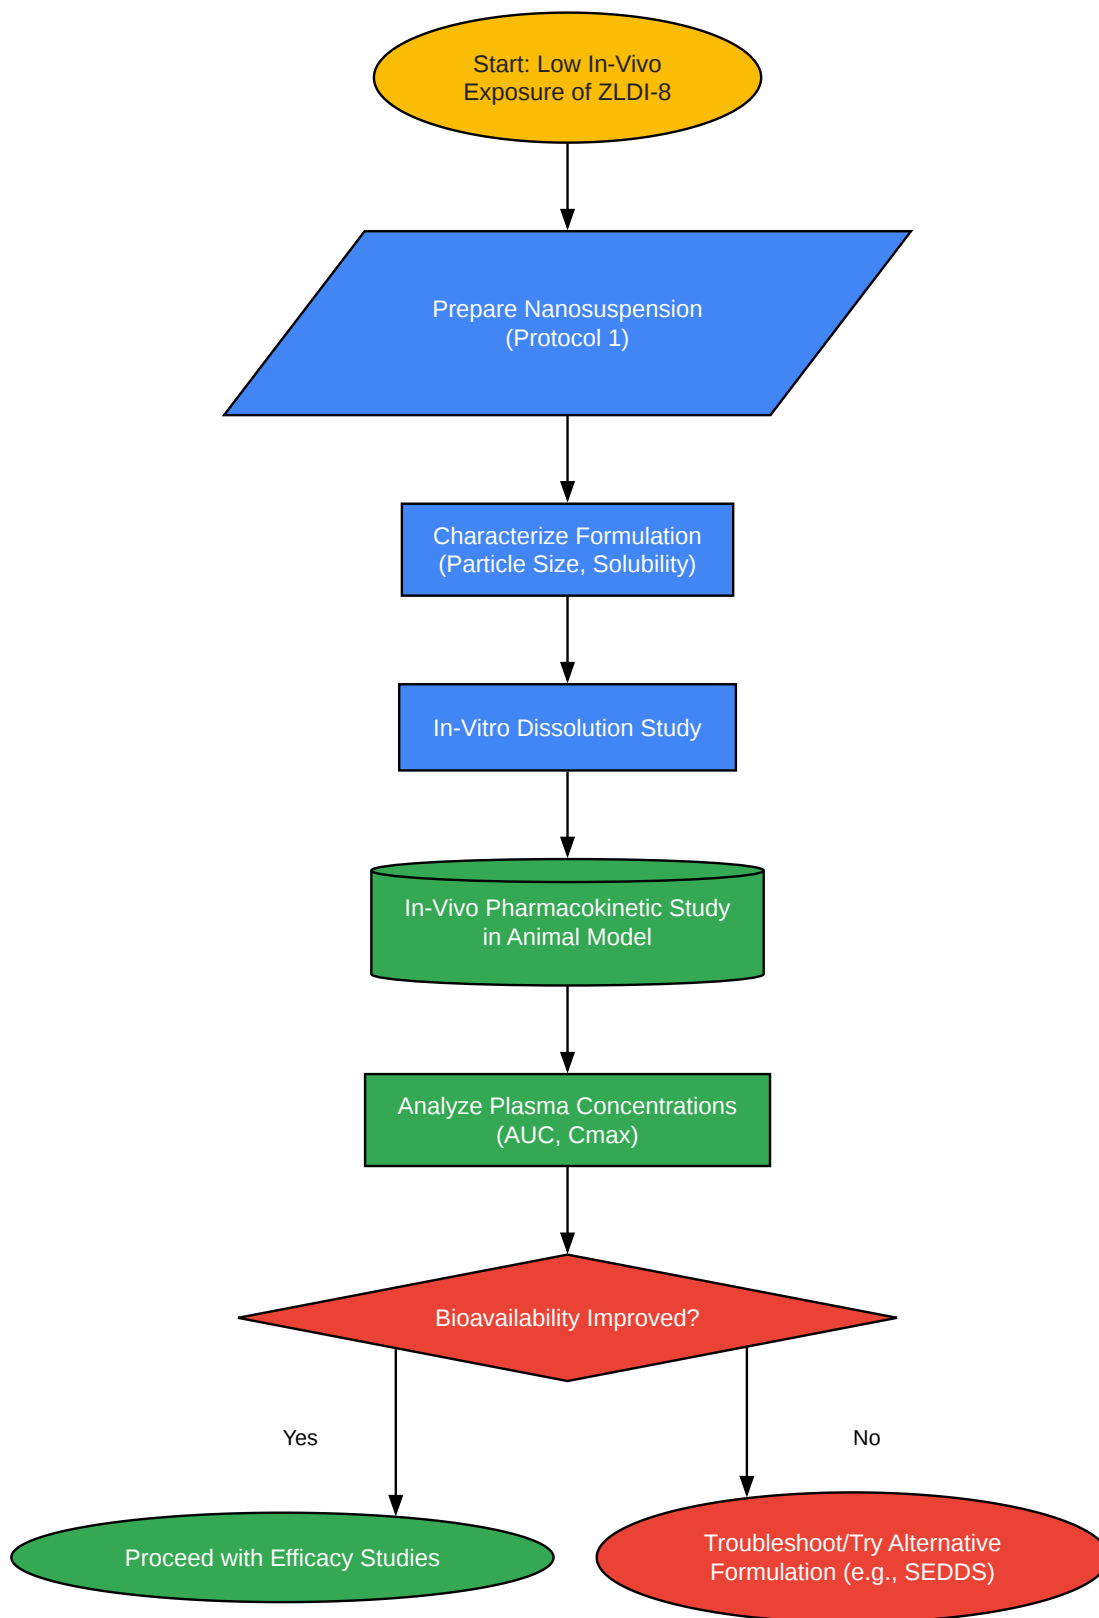 Start: Low In-Vivo
Exposure of ZLDI-8
Prepare Nanosuspension
(Protocol 1)
Characterize Formulation
(Particle Size, Solubility)
In-Vitro Dissolution Study
In-Vivo Pharmacokinetic Study
in Animal Model
Analyze Plasma Concentrations
(AUC, Cmax)
Bioavailability Improved?
Yes
No
Proceed with Efficacy Studies
Troubleshoot/Try Alternative
Formulation (e.g., SEDDS)